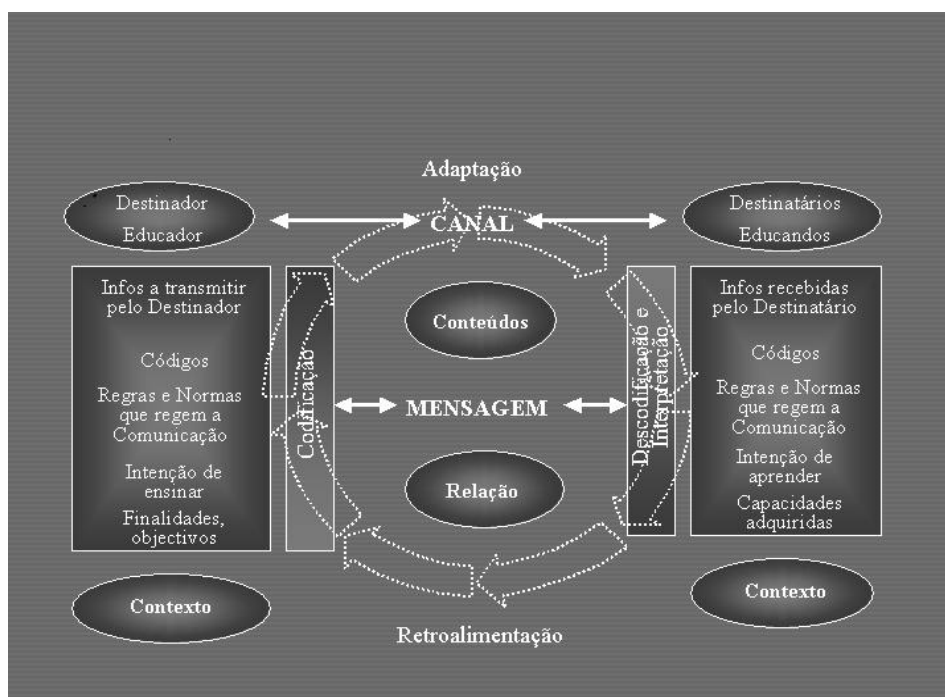 Adaptação
Destinador
Educador
CANAL
Destinatários
Educandos
Infos a transmitir
pelo Destinador
Códigos
Regras e Normas
que regem a
Comunicação
Intenção de
ensinar
Finalidades,
objectivos
Codificação
Conteúdos
MENSAGEM
Relação
Descodificação e
Interpretação
Infos recebidas
pelo Destinatário
Códigos
Regras e Normas
que regem a
Comunicação
Intenção de
aprender
Capacidades
adquiridas
Contexto
Contexto
Retroalimentação